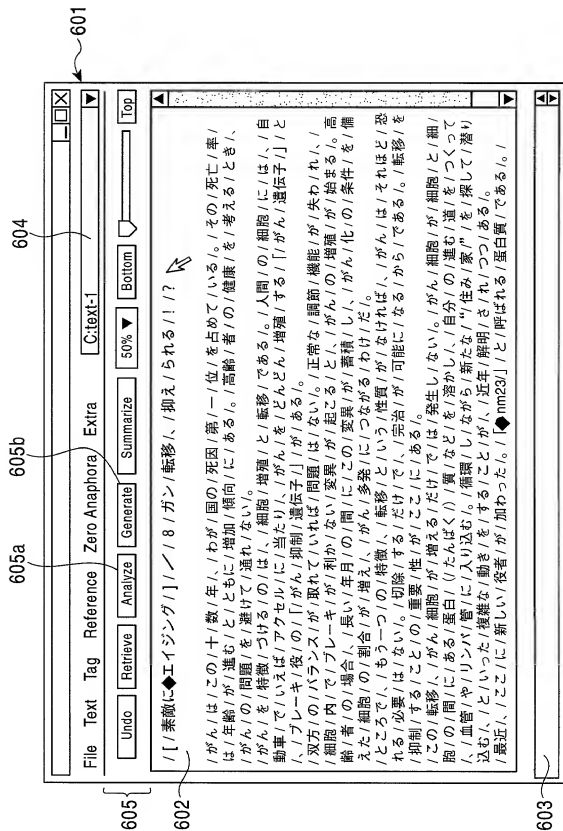 601
604
605a
605b
605
602
603
File Text Tag Reference Zero Anaphora Extra
C:text-1 ▼
Undo Retrieve Analyze Generate Summarize 50% ▼ Bottom Top
/[/素敵に◆エイジング/]/／/8/ガン/転移/、/抑え/られる/!/?
/がん/は/この/十/数/年/、/わが/国/の/死因/第/一/位/を占めて/いる/。/その/死亡/率/
は/年齢/が/進む/と/ともに/増加/傾向/に/ある/。/高齢/者/の/健康/を/考える/とき/、
/がん/の/問題/を/避けて/通れ/ない/。
/がん/を/特徴/づける/の/は/、/細胞/増殖/と/転移/である/。/人間/の/細胞/に/は/、/自
動車/で/いえば/アクセル/に/当たり/、/がん/を/どんどん/増殖/する/「/がん/遺伝子/」/と
/、/ブレーキ/役/の/「/がん/抑制/遺伝子/」/が/ある/。
双方/の/バランス/が/取れて/いれば/問題/は/ない/。/正常な/調節/機能/が/失わ/れ/、/
細胞/内/で/ブレーキ/が/利か/ない/変異/が/起こる/と/、/がん/の/増殖/が/始まる/。/高
齢/者/の/場合/、/長い/年月/の/間/に/この/変異/が/蓄積/し/、/がん/化/の/条件/を/備
えた/細胞/の/割合/が/増え/、/がん/多発/に/つながる/わけ/だ/。
/ところで/、/もう一つ/の/特徴/、/転移/と/いう/性質/が/なければ/、/がん/は/それほど/恐
れる/必要/は/ない/。/切除/する/だけ/で/、/完治/が/可能に/なる/から/である/。/転移/を
/抑制/する/こと/の/重要/性/が/ここ/に/ある/。
/この/転移/、/がん/細胞/が/増える/だけ/で/は/発生/し/ない/。/がん/細胞/が/細胞/と/細
胞/の/間/に/ある/蛋白/(/たんぱく/)/質/など/を/溶かし/、/自分/の/進む/道/を/つくって
/、/血管/や/リンパ/管/に/入り込む/。/循環/し/ながら/新たな/“/住み/家/”/を/探して/潜り
込む/、/と/いった/複雑な/動き/を/する/こと/が/、/近年/解明/さ/れ/つつ/ある/。
/最近/、/ここ/に/新しい/役者/が/加わった/。/「/◆nm23/」/と/呼ばれる/蛋白質/である/。/